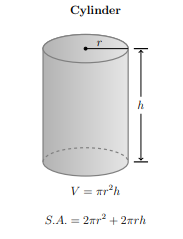 Cylinder
r
h
V = πr²h
S.A. = 2πr² + 2πrh